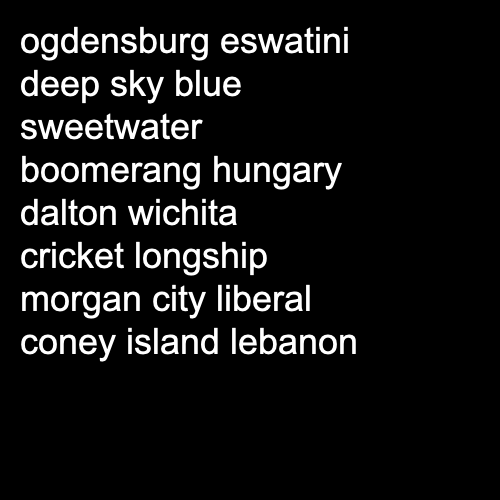 ogdensburg eswatini
deep sky blue
sweetwater
boomerang hungary
dalton wichita
cricket longship
morgan city liberal
coney island lebanon